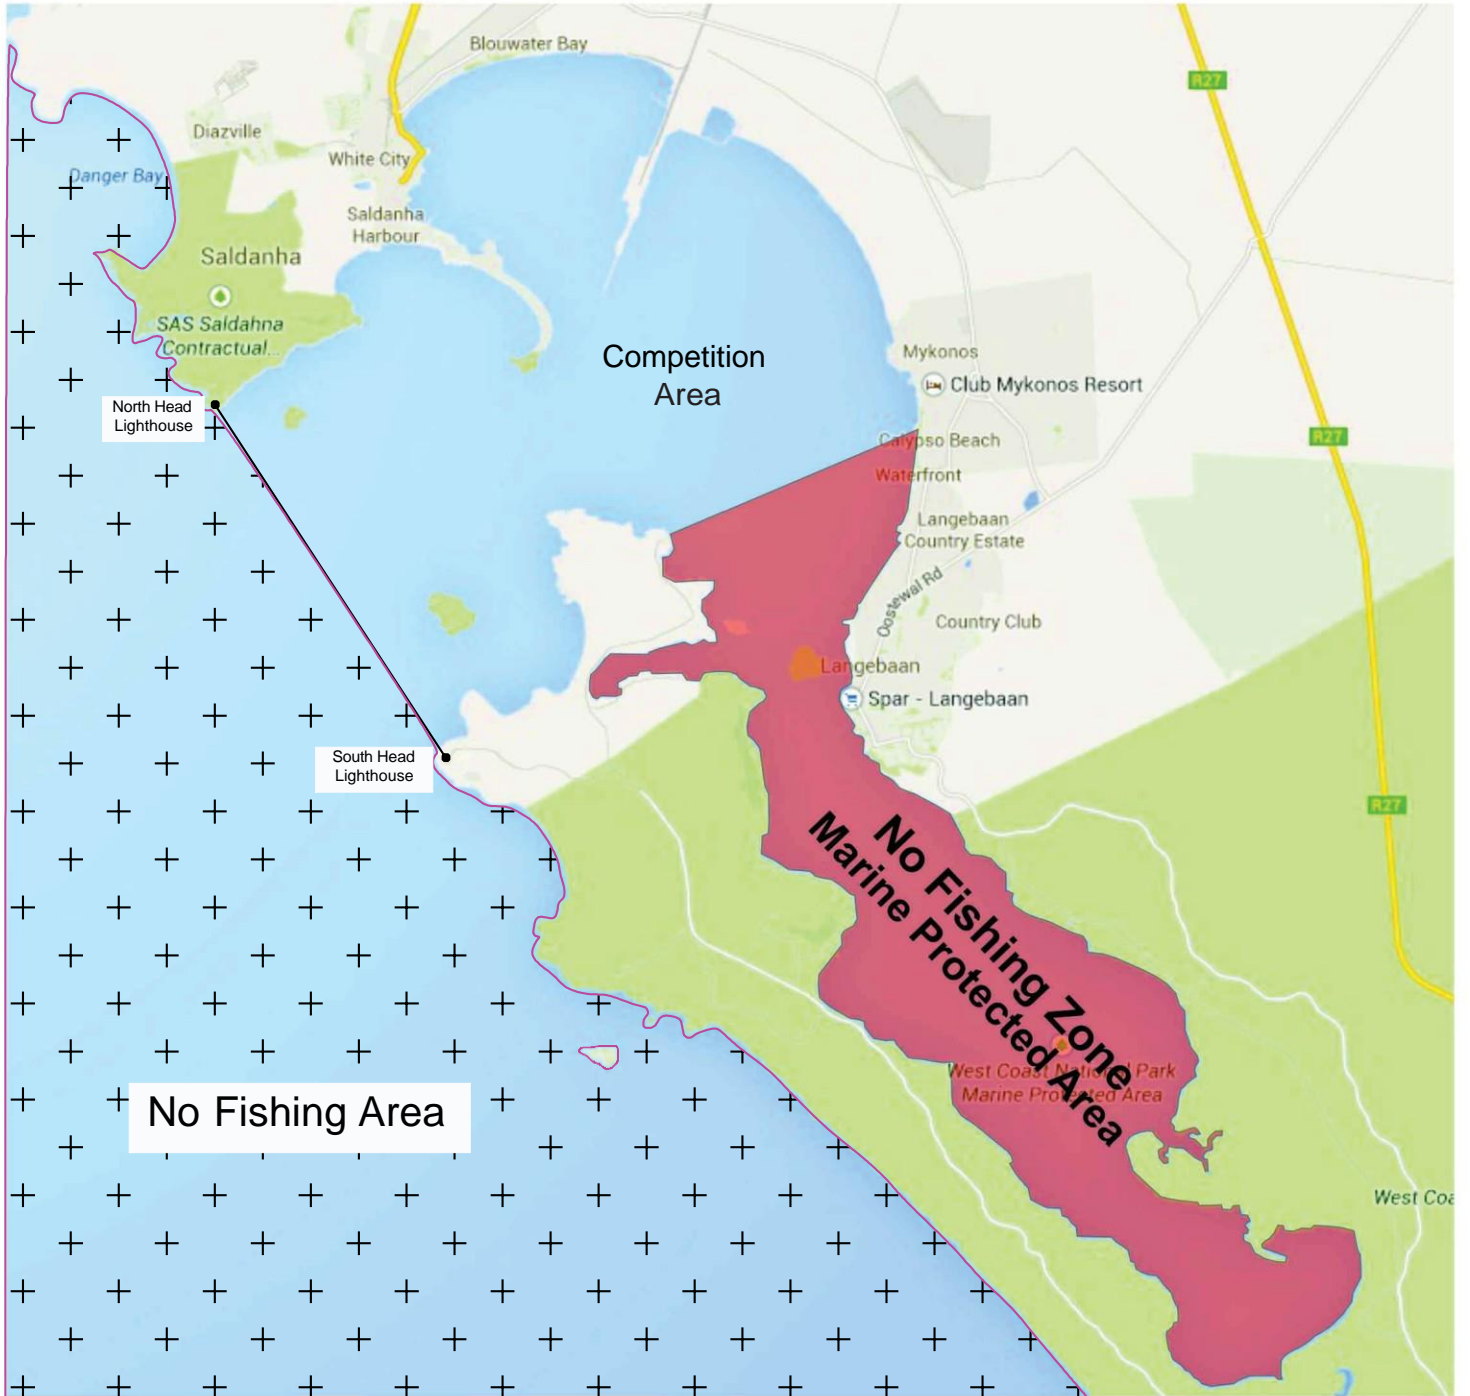 Blouwater Bay
R27
Diazville
White City
Danger Bay
Saldanha
Harbour
Saldanha
SAS Saldahna
Contractual...
Competition
Area
Mykonos
Club Mykonos Resort
North Head
Lighthouse
Calypso Beach
R27
Waterfront
Langebaan
Country Estate
Oostewal Rd
Country Club
Langebaan
Spar - Langebaan
South Head
Lighthouse
R27
No Fishing Zone
Marine Protected Area
West Coast National Park
Marine Protected Area
No Fishing Area
West Coa